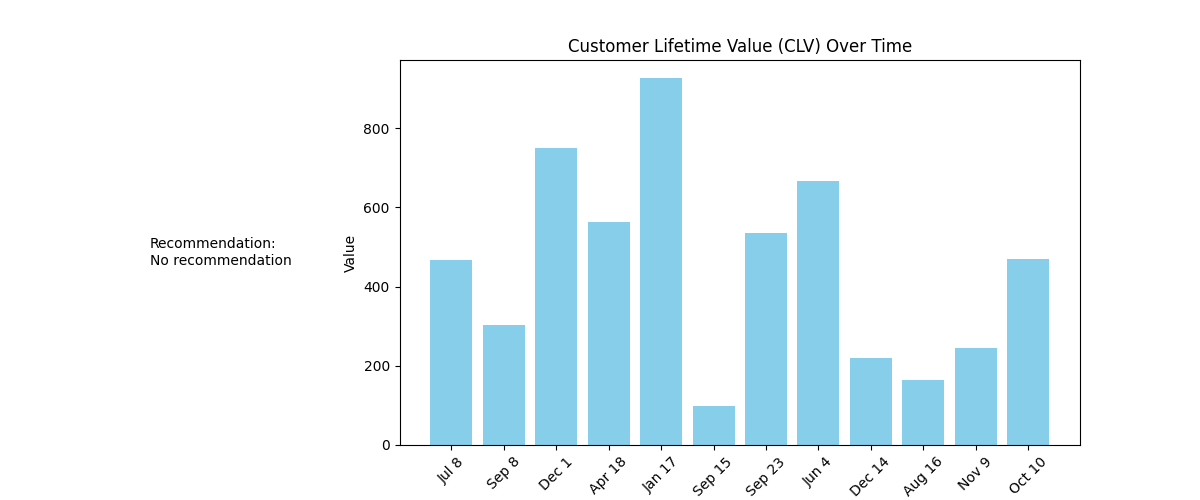 Customer Lifetime Value (CLV) Over Time
Recommendation:
No recommendation
Value
800
600
400
200
0
Jul 8
Sep 8
Dec 1
Apr 18
Jan 17
Sep 15
Sep 23
Jun 4
Dec 14
Aug 16
Nov 9
Oct 10